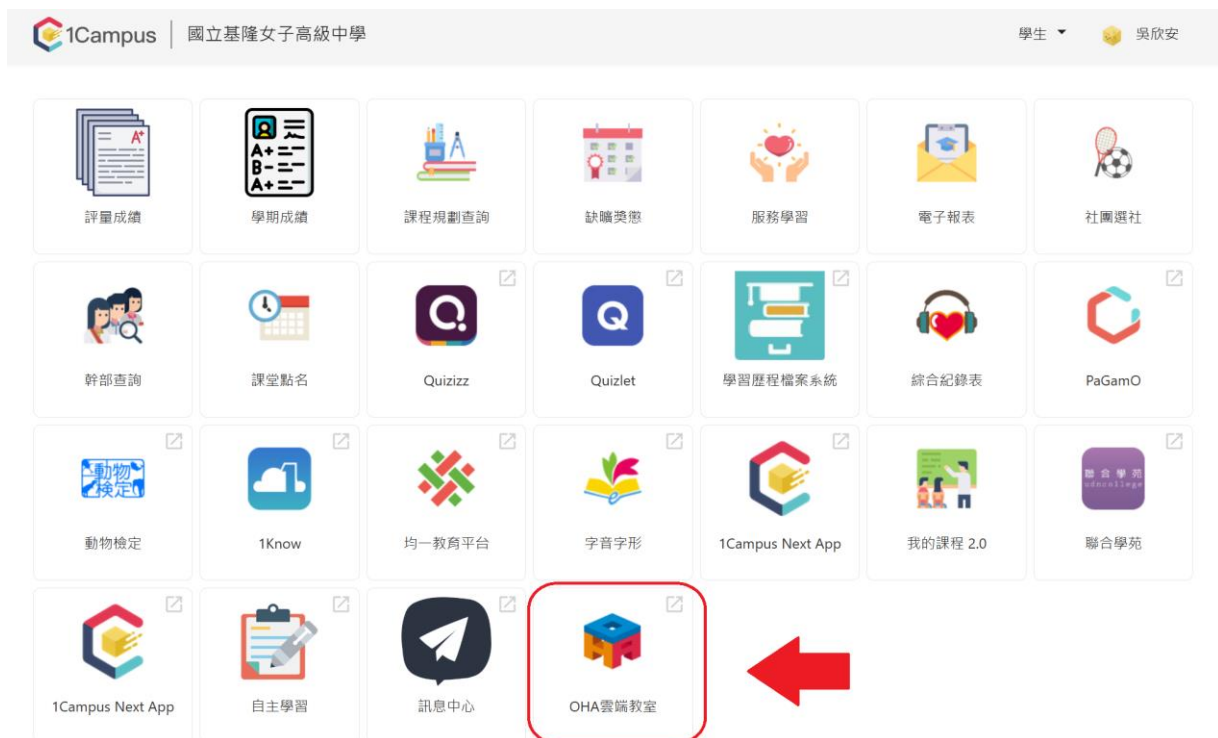 1Campus 國立基隆女子高級中學 學生 吳欣安
A+
A+
B-
A+
評量成績 學期成績 課程規劃查詢 缺曠獎懲 服務學習 電子報表 社團選社
Q. Q
幹部查詢 課堂點名 Quizizz Quizlet 學習歷程檔案系統 綜合紀錄表 PaGamO
動物
検定
聯合學苑
udncollege
動物檢定 1Know 均一教育平台 字音字形 1Campus Next App 我的課程 2.0 聯合學苑
OHA
1Campus Next App 自主學習 訊息中心 OHA雲端教室